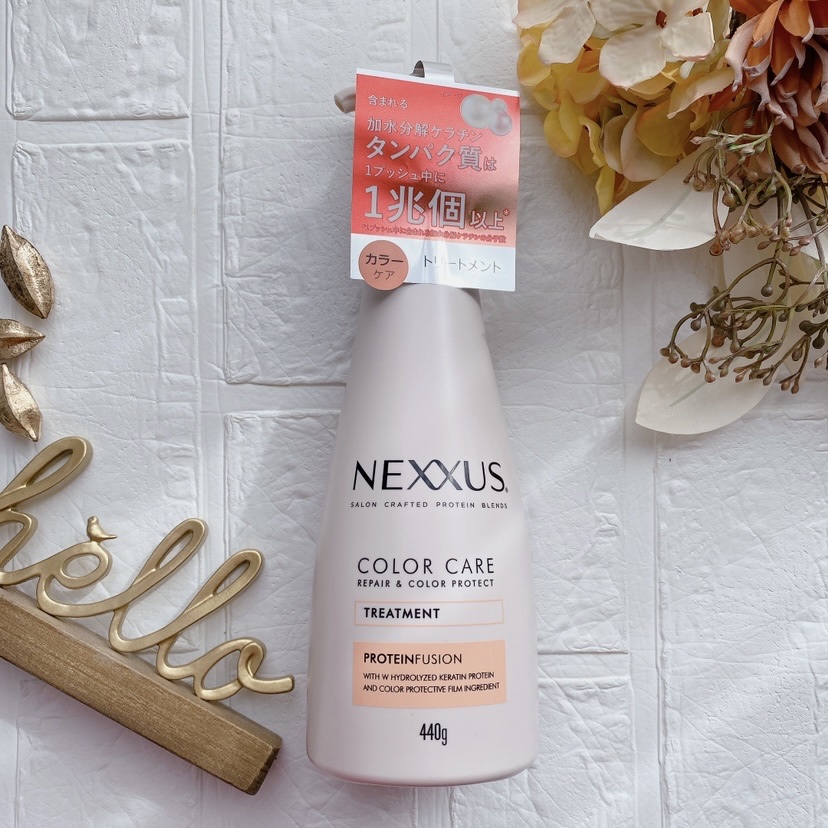 含まれる
加水分解ケラチン
タンパク質は
1プッシュ中に
1兆個以上*
カラー
ケア
トリートメント
NEXXUS
SALON CRAFTED PROTEIN BLENDS
COLOR CARE
REPAIR & COLOR PROTECT
TREATMENT
PROTEINFUSION
WITH W HYDROLYZED KERATIN PROTEIN
AND COLOR PROTECTIVE FILM INGREDIENT
440g
hello